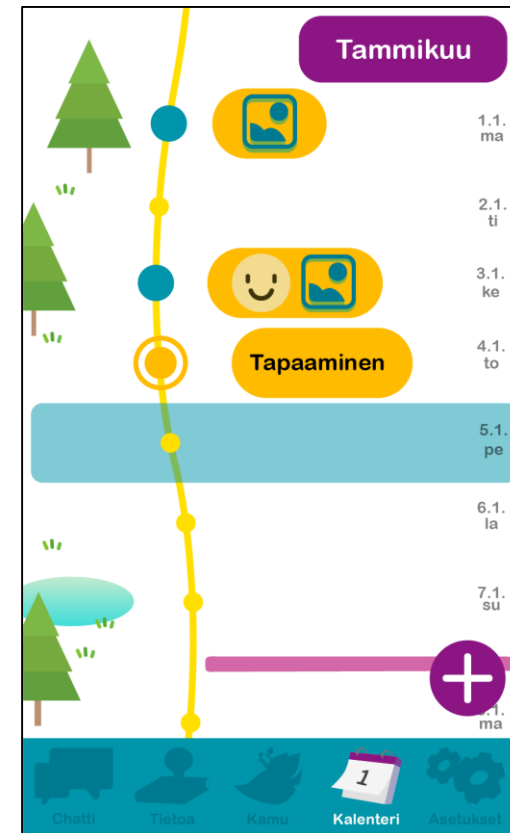 Tammikuu
1.1.
ma
2.1.
ti
3.1.
ke
Tapaaminen
4.1.
to
5.1.
pe
6.1.
la
7.1.
su
ma
1
Chatti
Tietoa
Kamu
Kalenteri
Asetukset